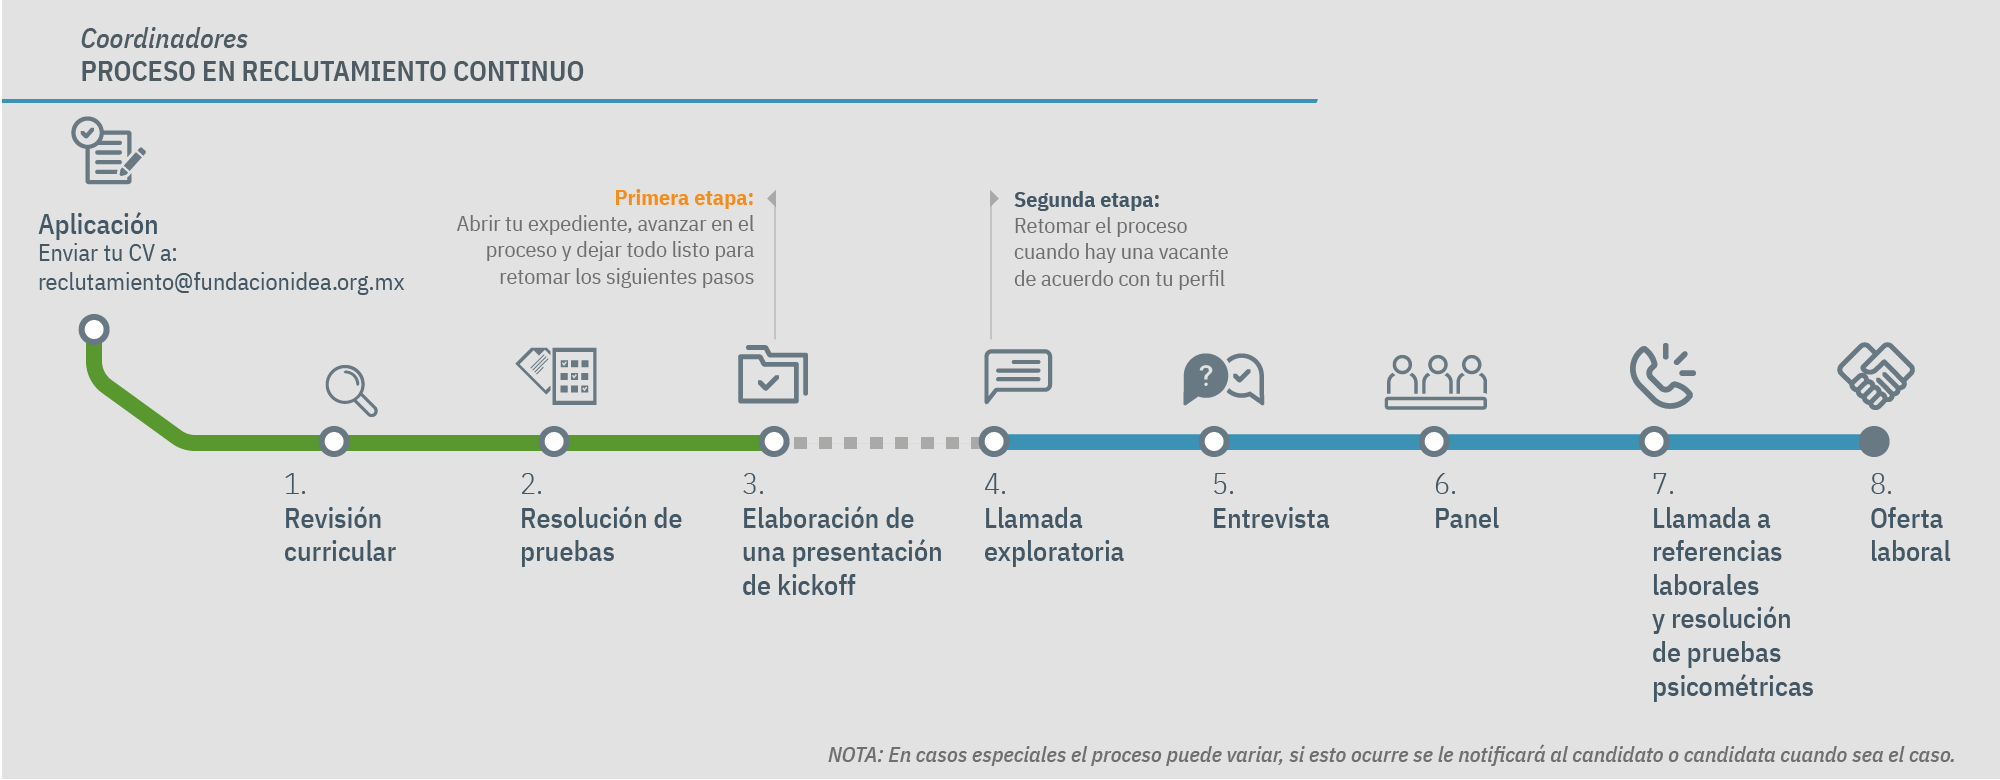 Coordinadores
PROCESO EN RECLUTAMIENTO CONTINUO
Aplicación
Enviar tu CV a:
reclutamiento@fundacionidea.org.mx
Primera etapa:
Abrir tu expediente, avanzar en el
proceso y dejar todo listo para
retomar los siguientes pasos
Segunda etapa:
Retomar el proceso
cuando hay una vacante
de acuerdo con tu perfil
?
1.
Revisión
curricular
2.
Resolución de
pruebas
3.
Elaboración de
una presentación
de kickoff
4.
Llamada
exploratoria
5.
Entrevista
6.
Panel
7.
Llamada a
referencias
laborales
y resolución
de pruebas
psicométricas
8.
Oferta
laboral
NOTA: En casos especiales el proceso puede variar, si esto ocurre se le notificará al candidato o candidata cuando sea el caso.